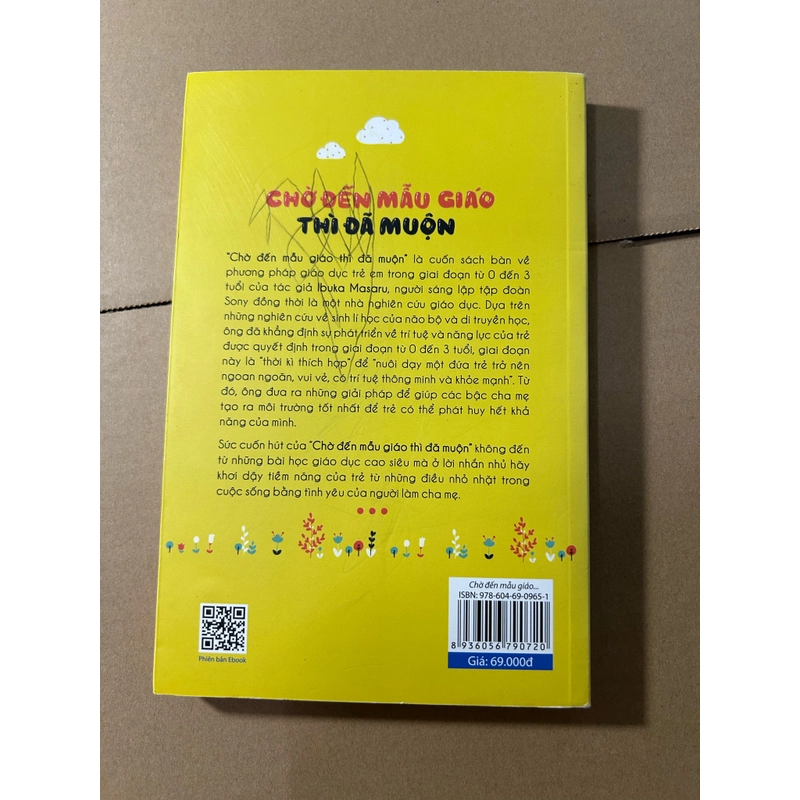 CHỜ ĐẾN MẪU GIÁO
THÌ ĐÃ MUỘN
"Chờ đến mẫu giáo thì đã muộn" là cuốn sách bàn về
phương pháp giáo dục trẻ em trong giai đoạn từ 0 đến 3
tuổi của tác giả Ibuka Masaru, người sáng lập tập đoàn
Sony đồng thời là một nhà nghiên cứu giáo dục. Dựa trên
những nghiên cứu về sinh lí học của não bộ và di truyền học,
ông đã khẳng định sự phát triển về trí tuệ và năng lực của trẻ
được quyết định trong giai đoạn từ 0 đến 3 tuổi, giai đoạn
này là "thời kì thích hợp" để "nuôi dạy một đứa trẻ trở nên
ngoan ngoãn, vui vẻ, có trí tuệ thông minh và khỏe mạnh". Từ
đó, ông đưa ra những giải pháp để giúp các bậc cha mẹ
tạo ra môi trường tốt nhất để trẻ có thể phát huy hết khả
năng của mình.
Sức cuốn hút của "Chờ đến mẫu giáo thì đã muộn" không đến
từ những bài học giáo dục cao siêu mà ở lời nhắn nhủ hãy
khơi dậy tiềm năng của trẻ từ những điều nhỏ nhặt trong
cuộc sống bằng tình yêu của người làm cha mẹ.
Phiên bản Ebook
Chờ đến mẫu giáo...
ISBN: 978-604-69-0965-1
8 936056 790720
Giá: 69.000đ